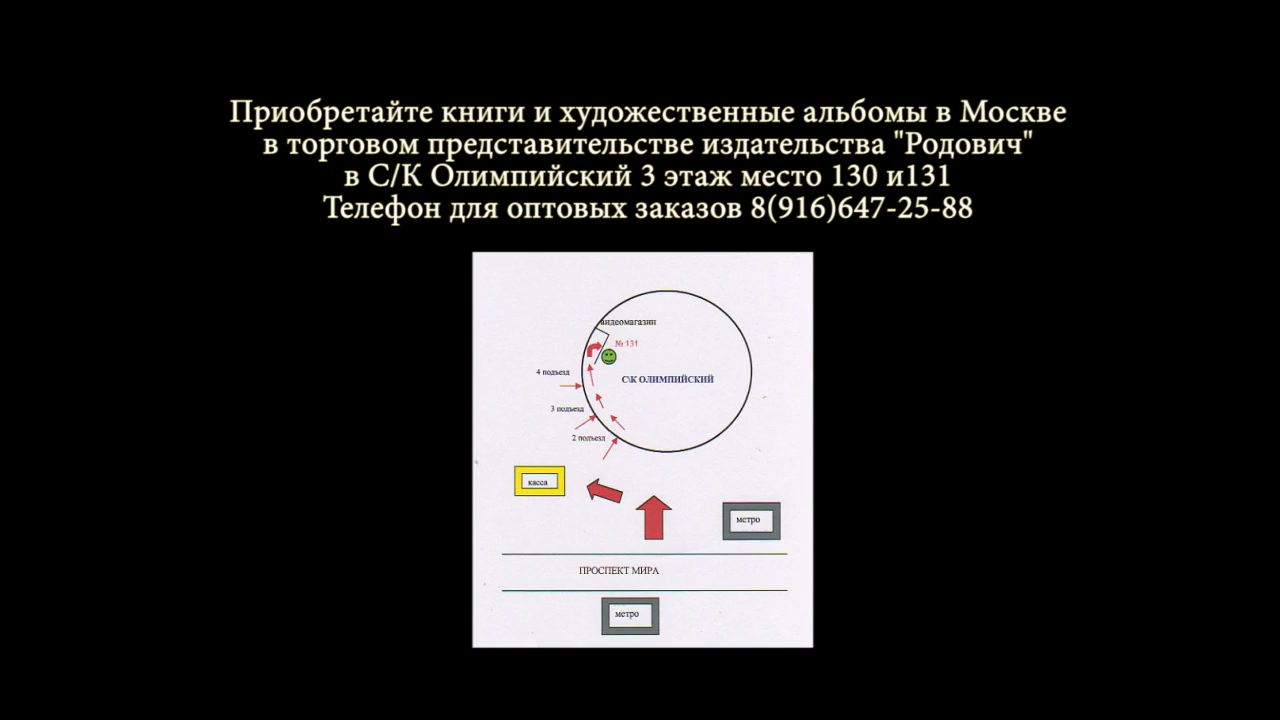 Приобретайте книги и художественные альбомы в Москве
в торговом представительстве издательства "Родович"
в С/К Олимпийский 3 этаж место 130 и131
Телефон для оптовых заказов 8(916)647-25-88
видеомагазин
№ 131
4 подъезд
С\К ОЛИМПИЙСКИЙ
3 подъезд
2 подъезд
касса
метро
ПРОСПЕКТ МИРА
метро